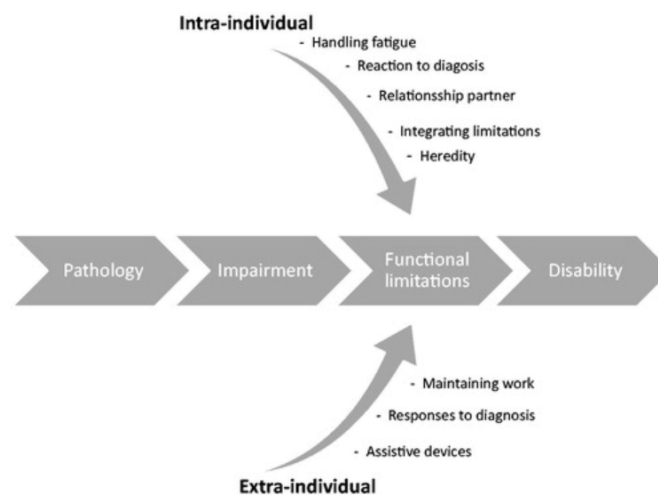 Intra-individual
- Handling fatigue
- Reaction to diagosis
- Relationsship partner
- Integrating limitations
- Heredity
Pathology
Impairment
Functional
limitations
Disability
- Maintaining work
- Responses to diagnosis
- Assistive devices
Extra-individual